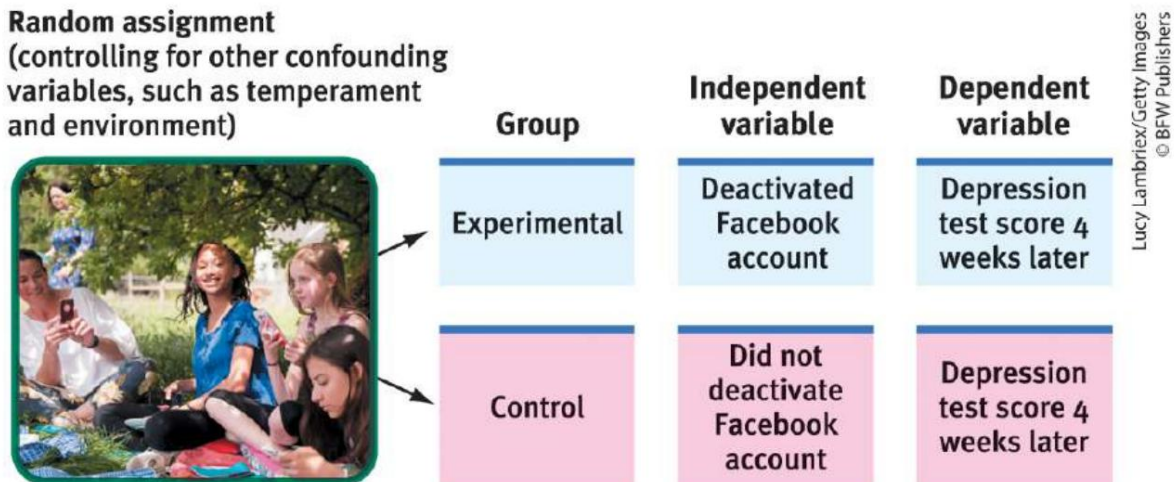 Random assignment
(controlling for other confounding
variables, such as temperament
and environment)
Group
Independent
variable
Dependent
variable
Experimental
Deactivated
Facebook
account
Depression
test score 4
weeks later
Control
Did not
deactivate
Facebook
account
Depression
test score 4
weeks later
Lucy Lambriex/Getty Images
© BFW Publishers